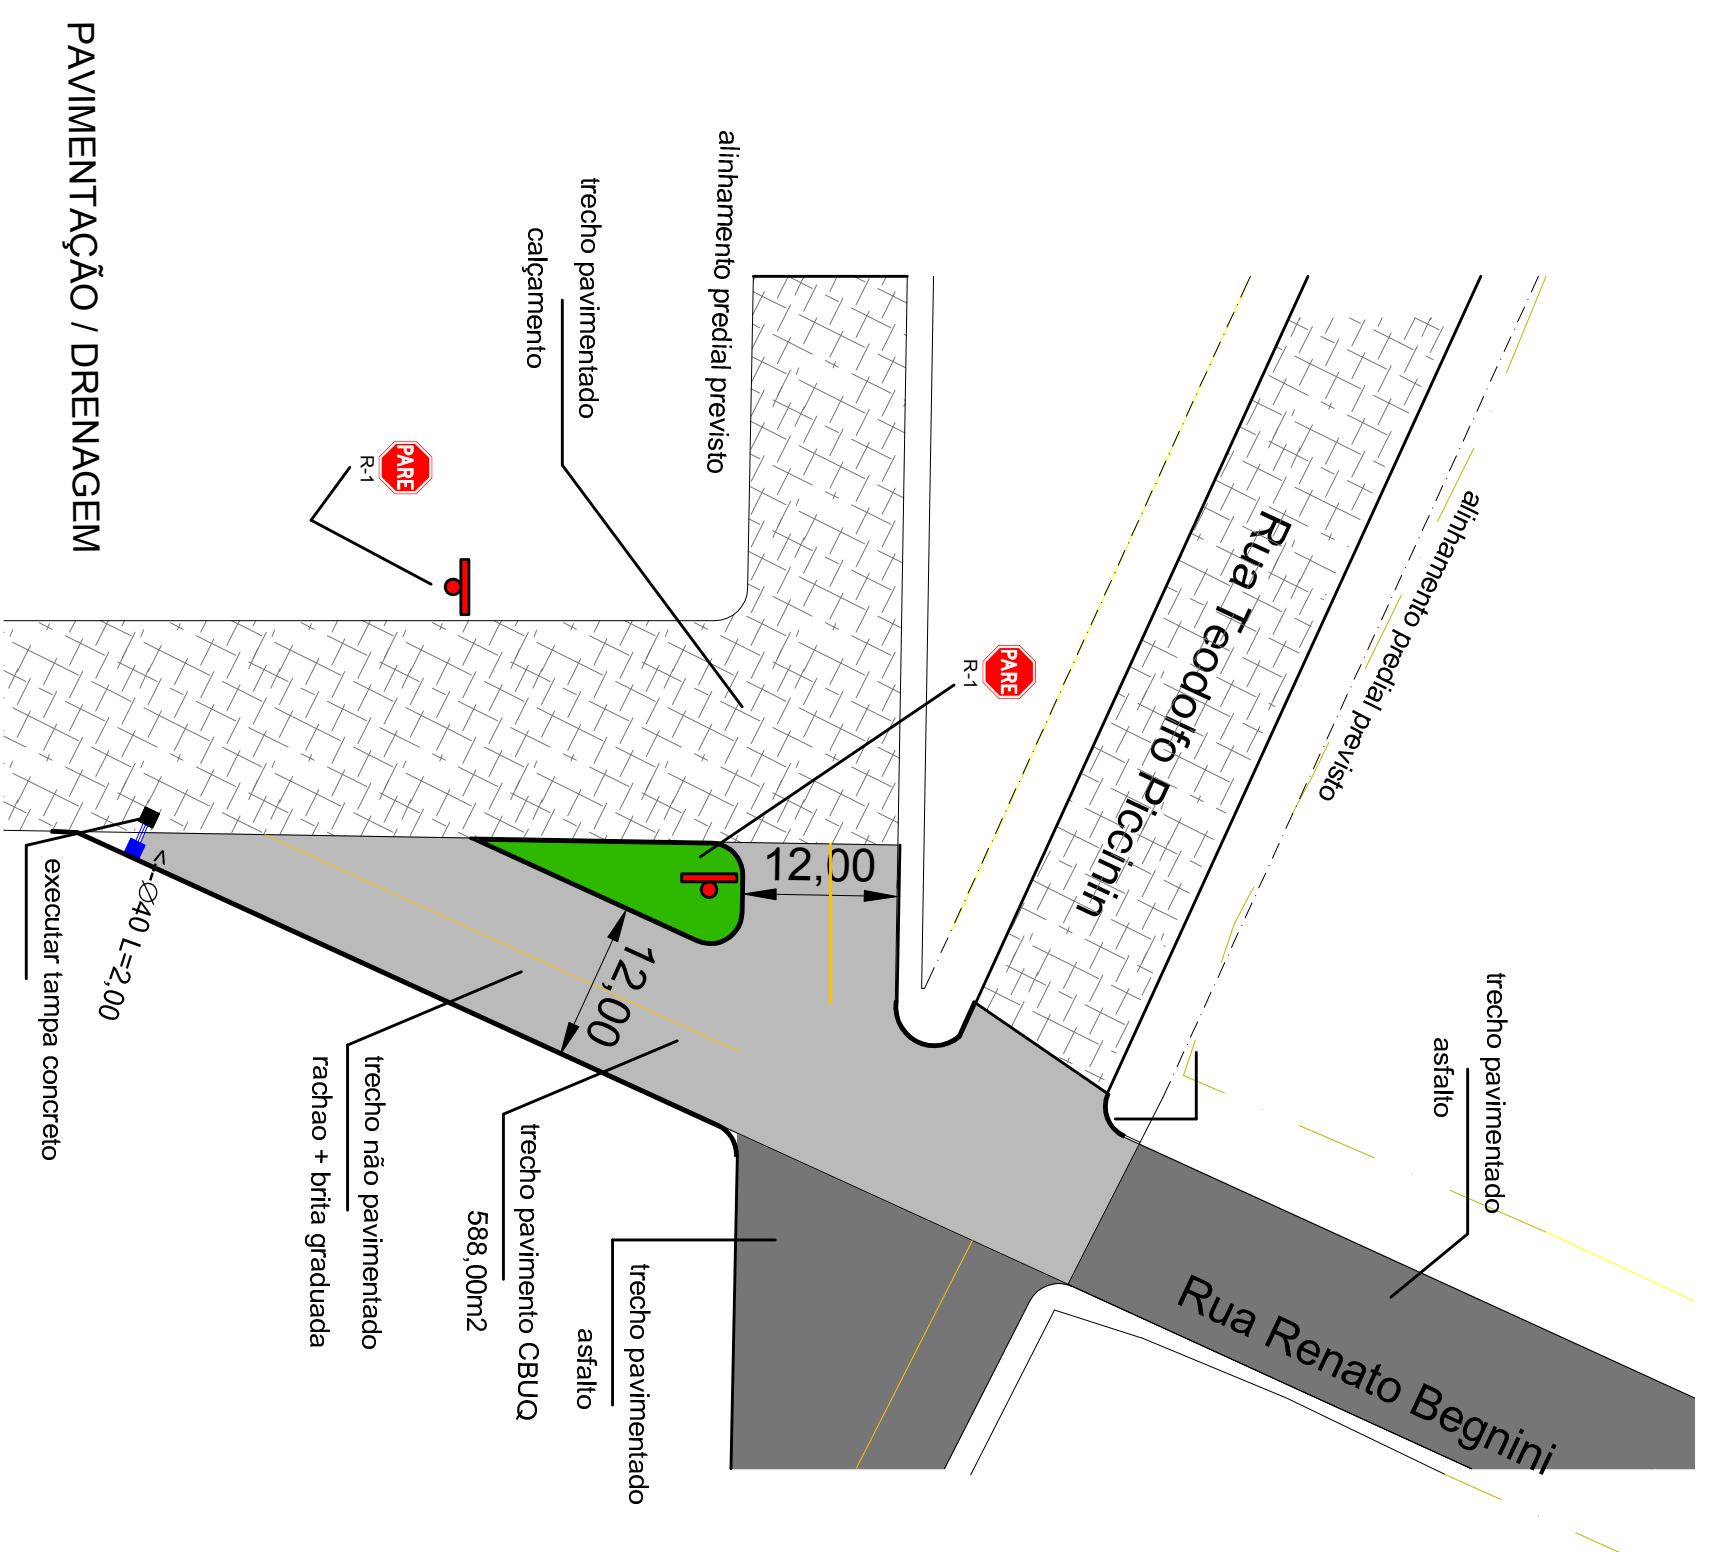 PAVIMENTAÇÃO / DRENAGEM
alinhamento predial previsto
trecho pavimentado
calçamento
PARE
R-1
PARE
R-1
Rua Teodolfo Piccinin
alinhamento predial previsto
12,00
12,00
trecho pavimentado
asfalto
Rua Renato Begnini
trecho pavimentado
asfalto
trecho pavimento CBUQ
588,00m2
trecho não pavimentado
rachao + brita graduada
Ø40 L=2,00
executar tampa concreto